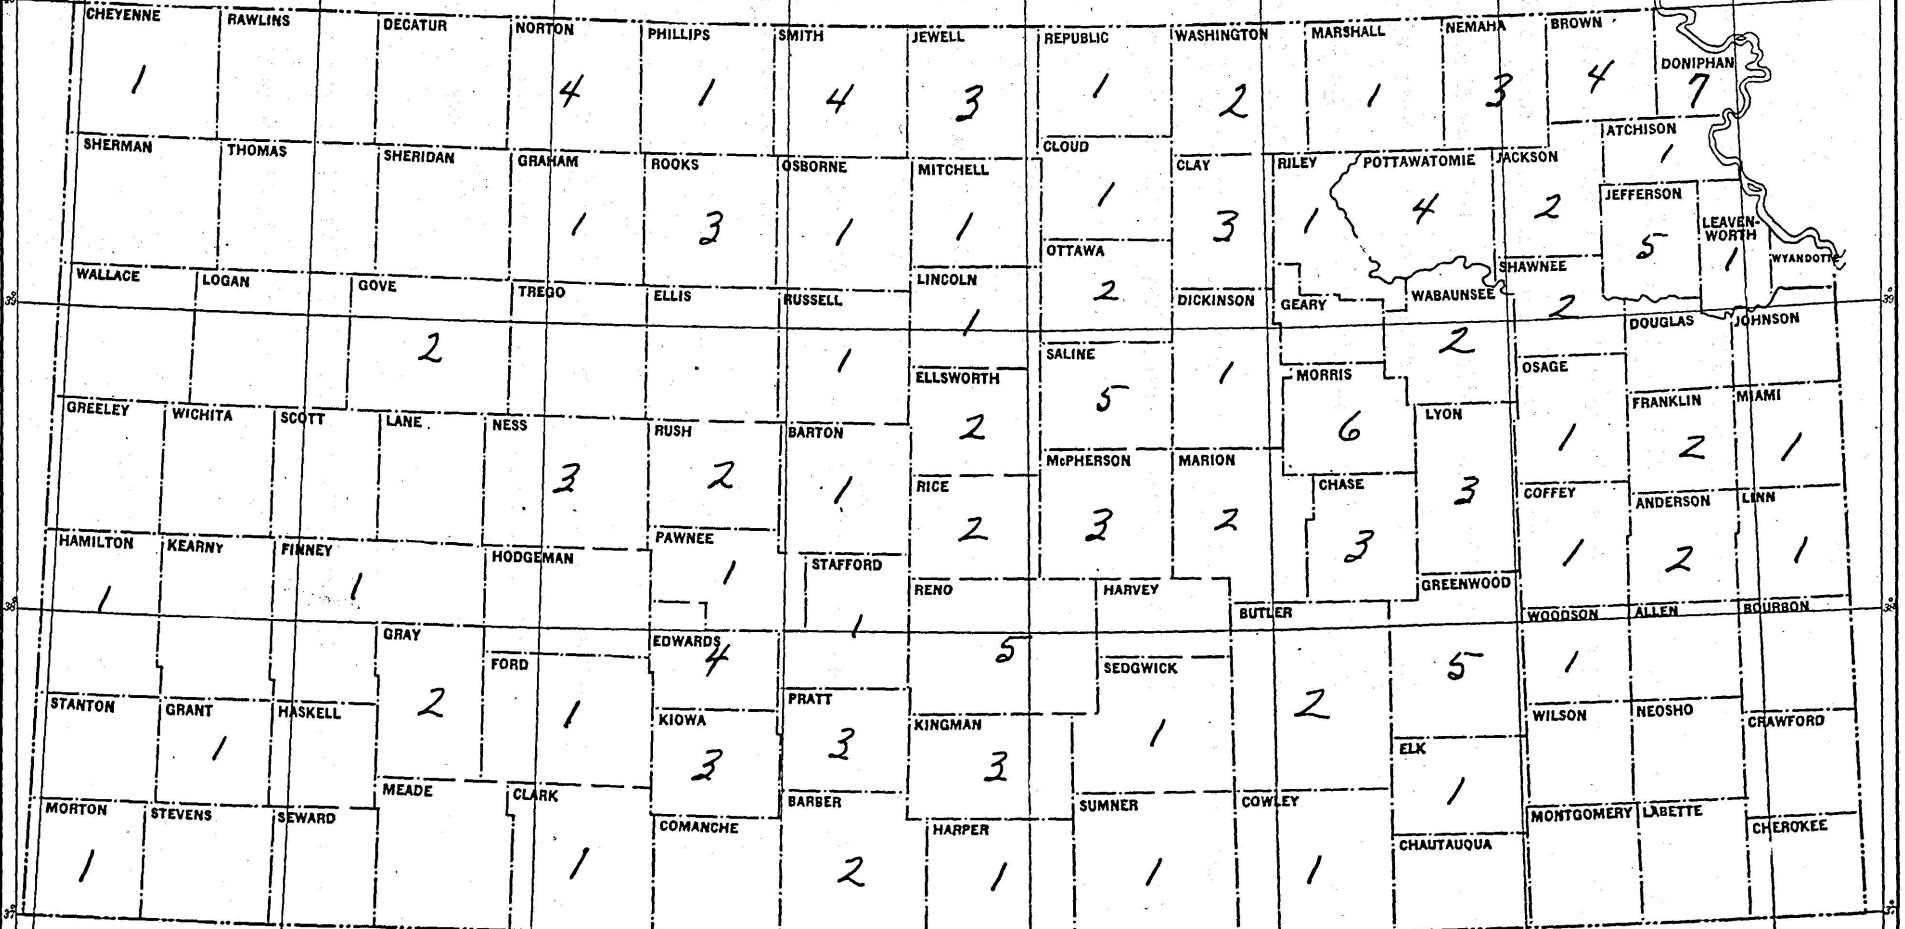 CHEYENNE RAWLINS DECATUR NORTON PHILLIPS SMITH JEWELL REPUBLIC WASHINGTON MARSHALL NEMAHA BROWN
DONIPHAN
1 4 1 4 3 1 2 1 3 4 7
SHERMAN THOMAS SHERIDAN GRAHAM ROOKS OSBORNE MITCHELL CLOUD CLAY RILEY POTTAWATOMIE JACKSON ATCHISON
1
JEFFERSON
1 3 1 1 1 3 1 4 2 5
LEAVEN-
WORTH
1
WYANDOTTE
OTTAWA
2
WALLACE LOGAN GOVE TREGO ELLIS RUSSELL LINCOLN DICKINSON GEARY WABAUNSEE SHAWNEE
39° 2 1 1 1 2 2 39°
DOUGLAS JOHNSON
SALINE MORRIS OSAGE
ELLSWORTH
5 6 1
2
GREELEY WICHITA SCOTT LANE NESS RUSH BARTON LYON FRANKLIN MIAMI
3 2 1 3 2 1
McPHERSON MARION CHASE
RICE COFFEY ANDERSON LINN
2 3 2 3 1 2 1
HAMILTON KEARNY FINNEY HODGEMAN PAWNEE STAFFORD
1 1 1 1
RENO HARVEY BUTLER GREENWOOD
38° 5 2 5 38°
WOODSON ALLEN BOURBON
1
GRAY FORD EDWARDS
2 1 4
SEDGWICK
1
STANTON GRANT HASKELL KIOWA PRATT KINGMAN WILSON NEOSHO CRAWFORD
1 3 3 3
ELK
1
MEADE CLARK BARBER SUMNER COWLEY
1 2 1 1
MORTON STEVENS SEWARD COMANCHE HARPER CHAUTAUQUA MONTGOMERY LABETTE CHEROKEE
1 1
37° 37°